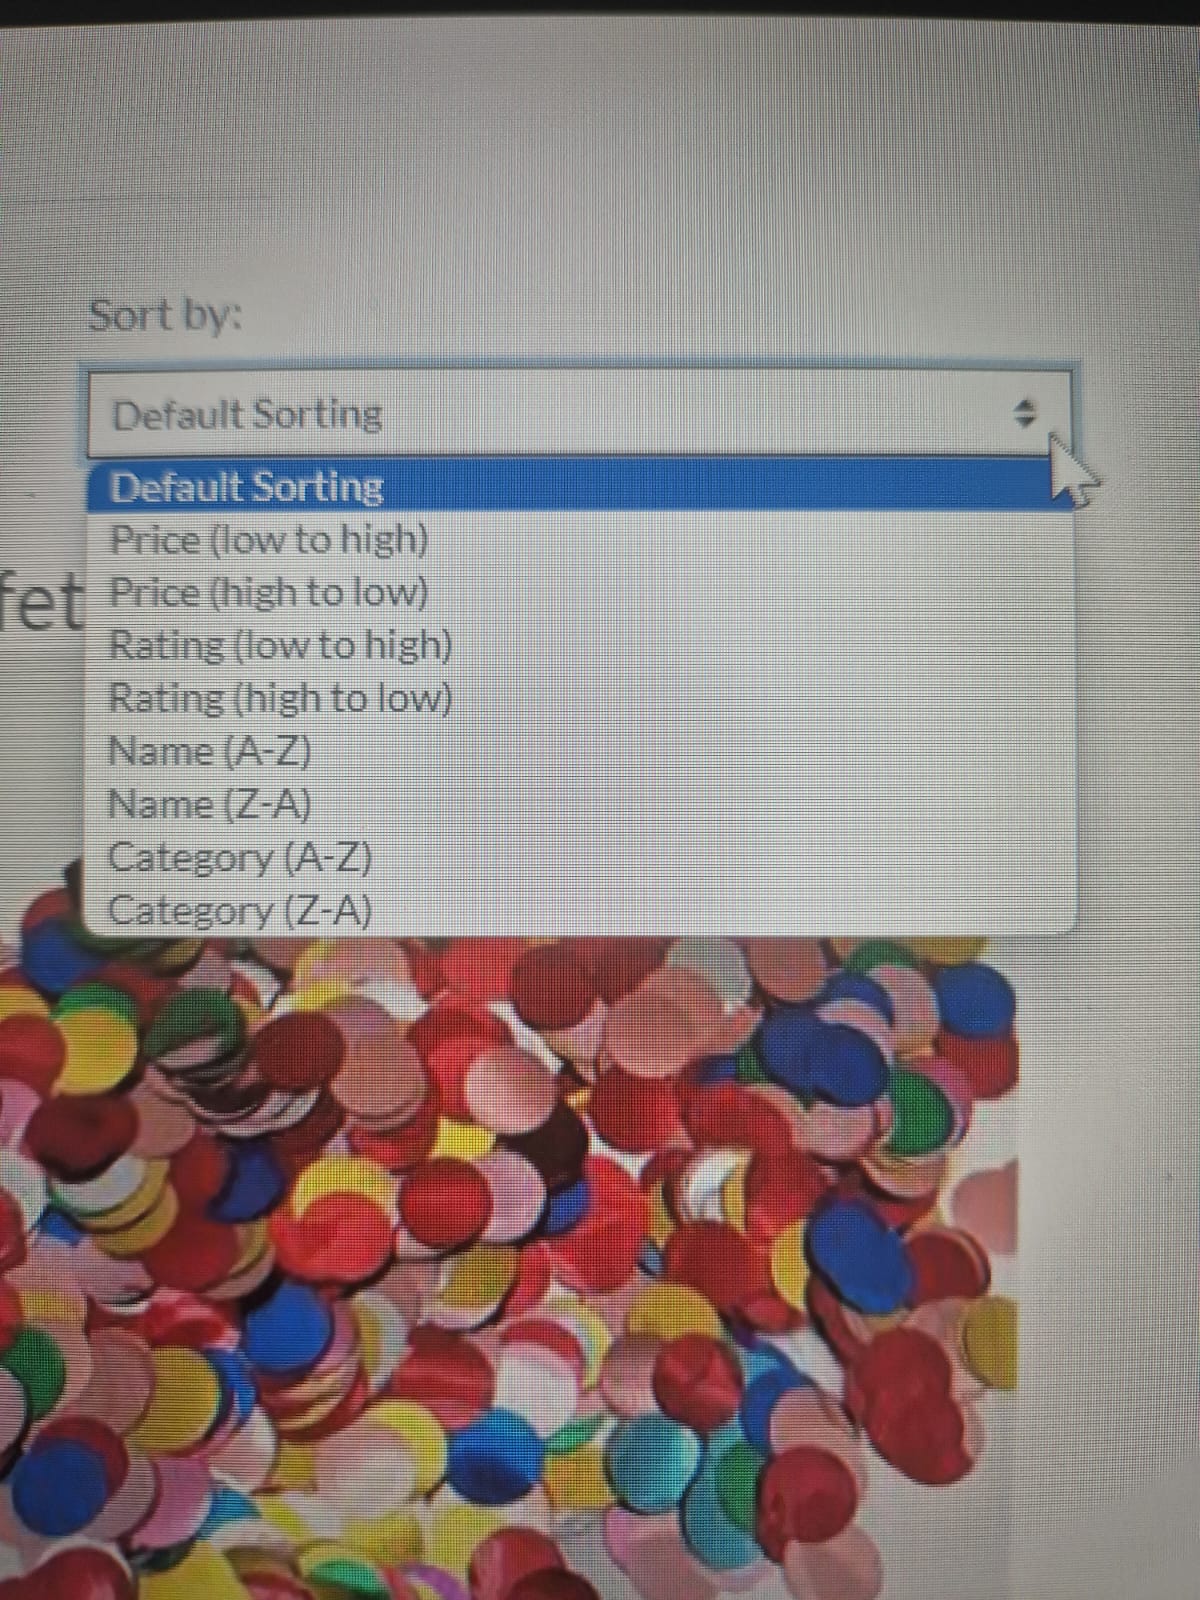 Sort by:
Default Sorting
Default Sorting
Price (low to high)
fet
Price (high to low)
Rating (low to high)
Rating (high to low)
Name (A-Z)
Name (Z-A)
Category (A-Z)
Category (Z-A)